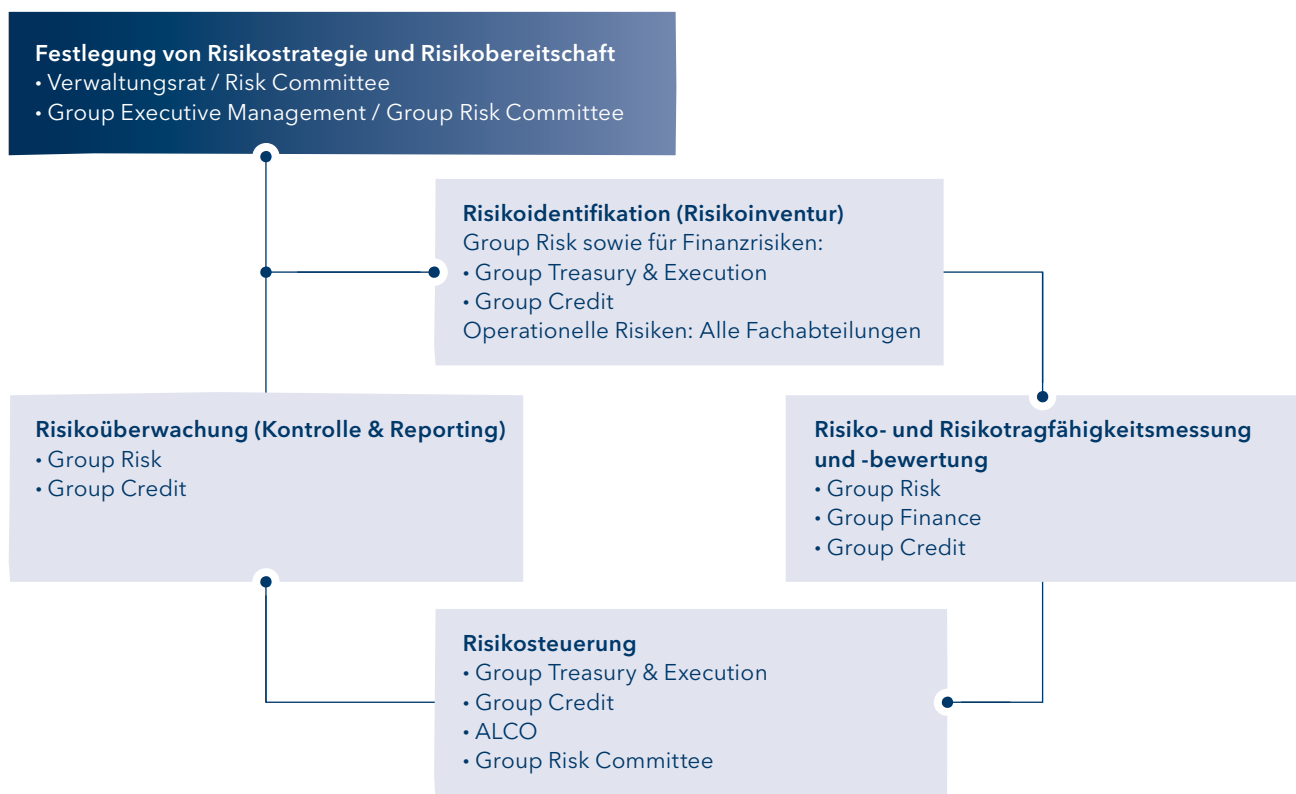 Festlegung von Risikostrategie und Risikobereitschaft
• Verwaltungsrat / Risk Committee
• Group Executive Management / Group Risk Committee
Risikoidentifikation (Risikoinventur)
Group Risk sowie für Finanzrisiken:
• Group Treasury & Execution
• Group Credit
Operationelle Risiken: Alle Fachabteilungen
Risikoüberwachung (Kontrolle & Reporting)
• Group Risk
• Group Credit
Risiko- und Risikotragfähigkeitsmessung
und -bewertung
• Group Risk
• Group Finance
• Group Credit
Risikosteuerung
• Group Treasury & Execution
• Group Credit
• ALCO
• Group Risk Committee